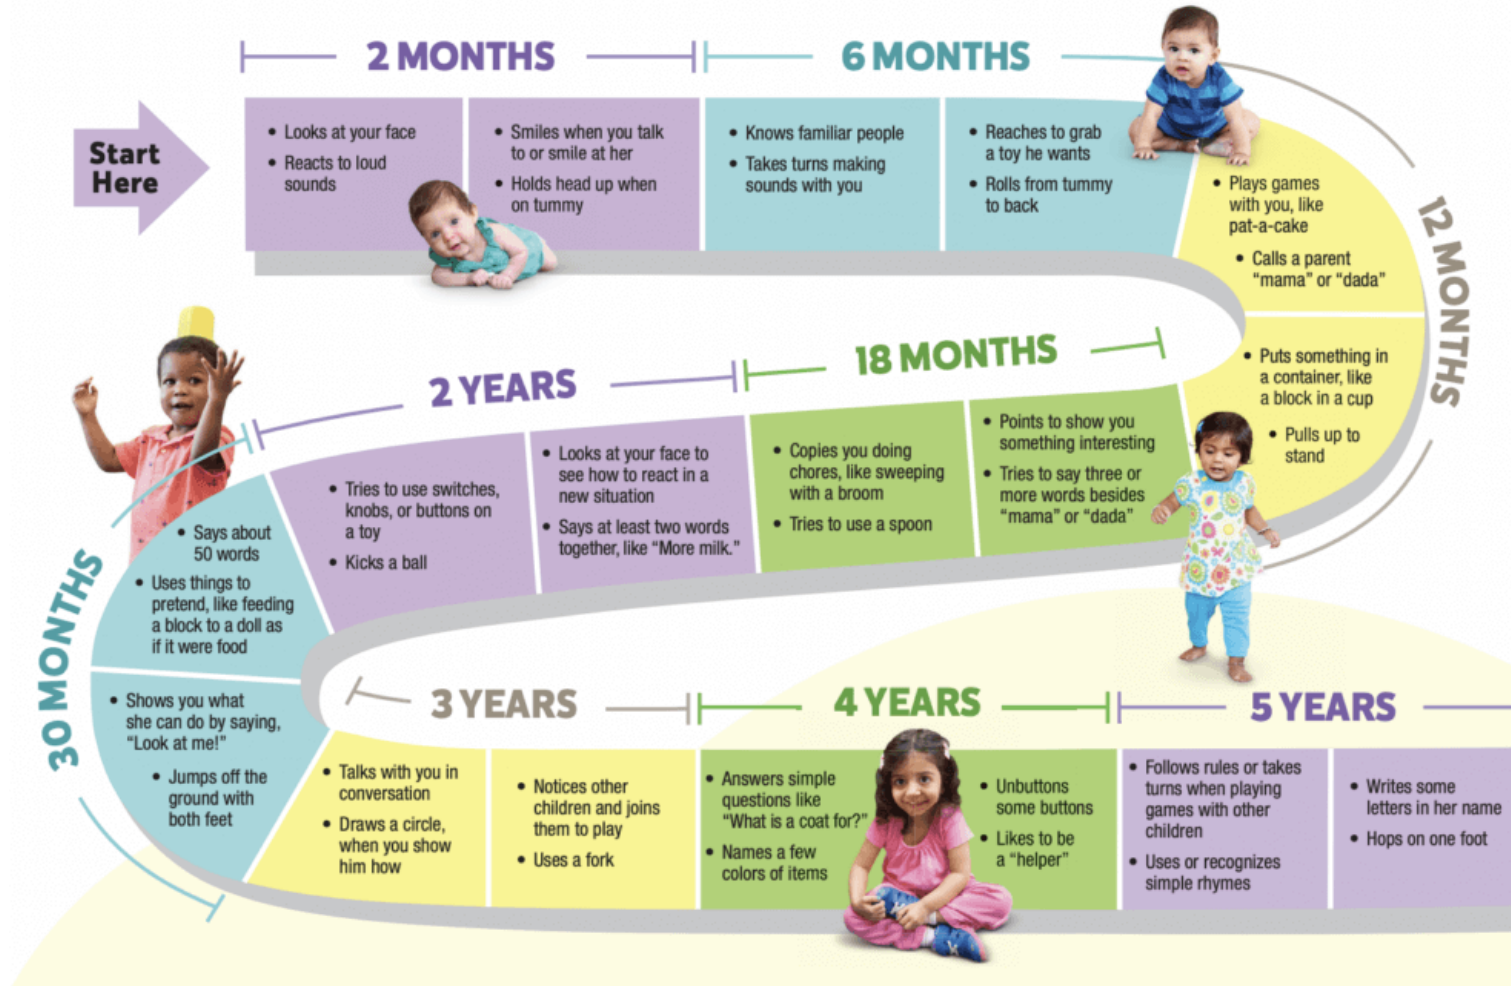 2 MONTHS
6 MONTHS
Start
Here
• Looks at your face
• Reacts to loud
sounds
• Smiles when you talk
to or smile at her
• Holds head up when
on tummy
• Knows familiar people
• Takes turns making
sounds with you
• Reaches to grab
a toy he wants
• Rolls from tummy
to back
12 MONTHS
• Plays games
with you, like
pat-a-cake
• Calls a parent
“mama” or “dada”
• Puts something in
a container, like
a block in a cup
• Pulls up to
stand
18 MONTHS
• Points to show you
something interesting
• Tries to say three or
more words besides
“mama” or “dada”
• Copies you doing
chores, like sweeping
with a broom
• Tries to use a spoon
2 YEARS
• Looks at your face to
see how to react in a
new situation
• Says at least two words
together, like “More milk.”
• Tries to use switches,
knobs, or buttons on
a toy
• Kicks a ball
30 MONTHS
• Says about
50 words
• Uses things to
pretend, like feeding
a block to a doll as
if it were food
• Shows you what
she can do by saying,
“Look at me!”
• Jumps off the
ground with
both feet
3 YEARS
• Talks with you in
conversation
• Draws a circle,
when you show
him how
• Notices other
children and joins
them to play
• Uses a fork
4 YEARS
• Answers simple
questions like
“What is a coat for?”
• Names a few
colors of items
• Unbuttons
some buttons
• Likes to be
a “helper”
5 YEARS
• Follows rules or takes
turns when playing
games with other
children
• Uses or recognizes
simple rhymes
• Writes some
letters in her name
• Hops on one foot